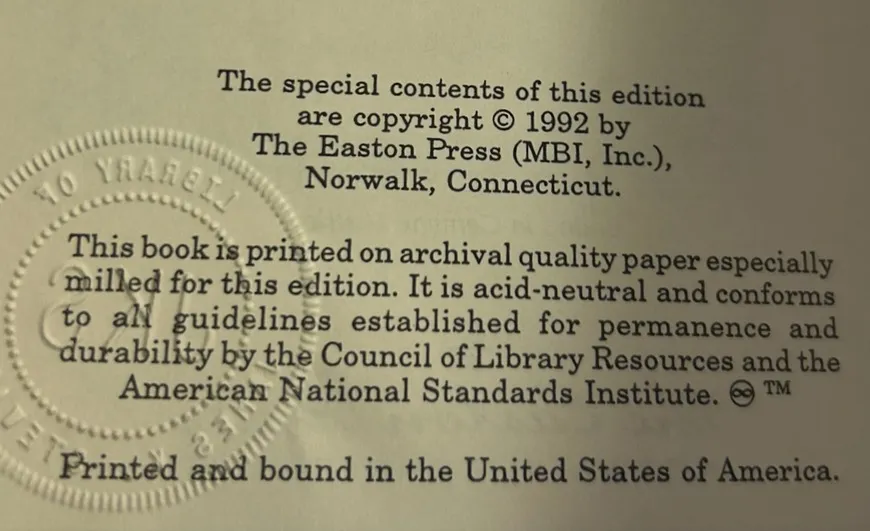 The special contents of this edition
are copyright © 1992 by
The Easton Press (MBI, Inc.),
Norwalk, Connecticut.
This book is printed on archival quality paper especially
milled for this edition. It is acid-neutral and conforms
to all guidelines established for permanence and
durability by the Council of Library Resources and the
American National Standards Institute. ♾ ™
Printed and bound in the United States of America.
LIBRARY OF